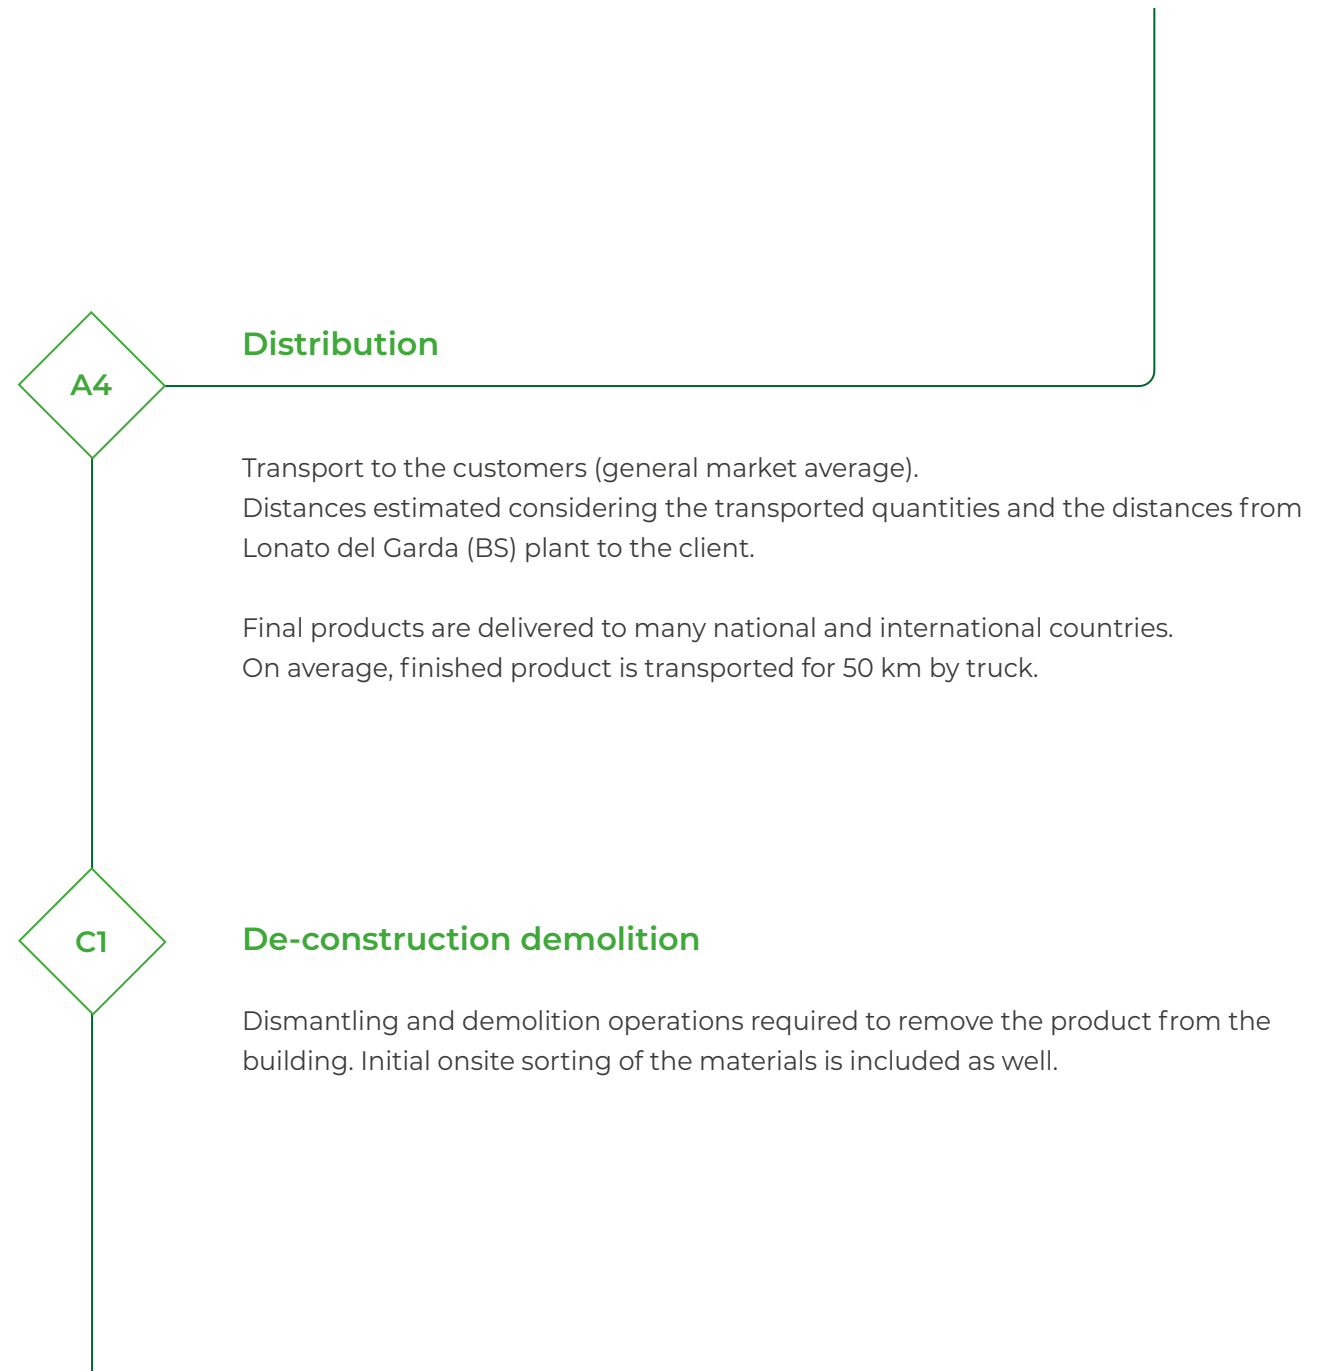 Distribution
A4
Transport to the customers (general market average).
Distances estimated considering the transported quantities and the distances from
Lonato del Garda (BS) plant to the client.
Final products are delivered to many national and international countries.
On average, finished product is transported for 50 km by truck.
C1
De-construction demolition
Dismantling and demolition operations required to remove the product from the
building. Initial onsite sorting of the materials is included as well.